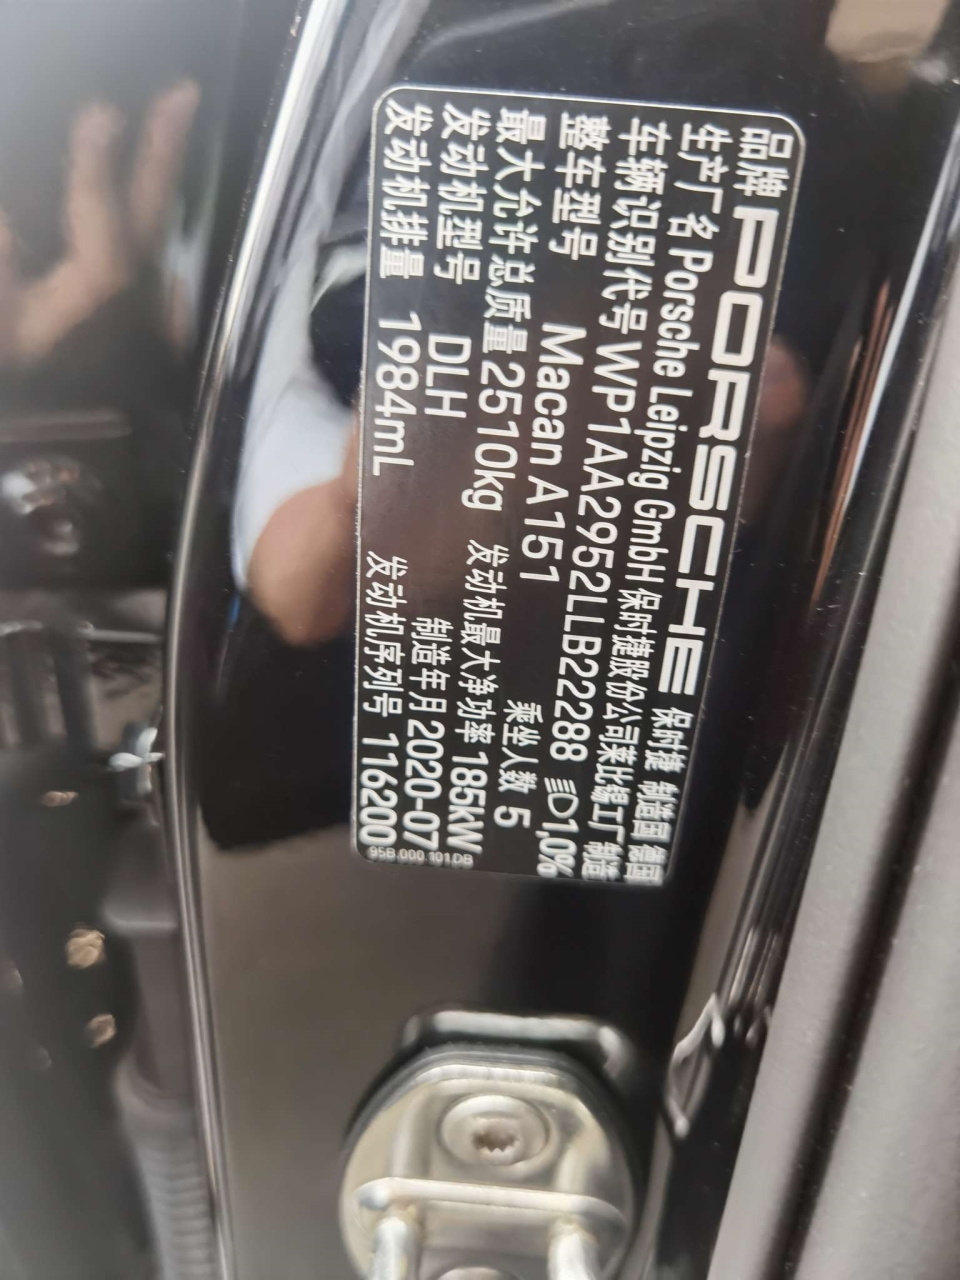 品牌 PORSCHE 保时捷 制造国 德国
生产厂名 Porsche Leipzig GmbH 保时捷股份公司莱比锡工厂 制造
车辆识别代号 WP1AA2952LLB22288 1,0%
整车型号 Macan A151
最大允许总质量 2510kg 乘坐人数 5
发动机型号 DLH 发动机最大净功率 185kW
制造年月 2020-07
发动机排量 1984mL 发动机序列号 116200
95B.000.101.DB